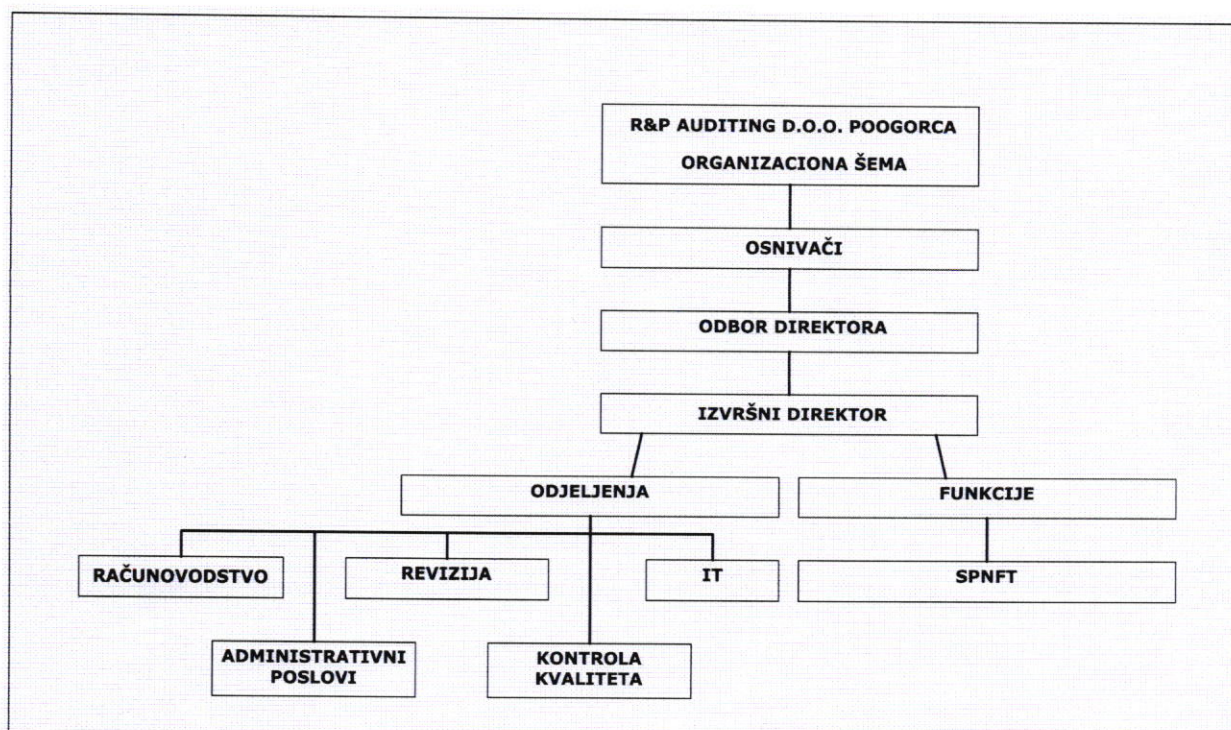 R&P AUDITING D.O.O. POOGORCA
ORGANIZACIONA ŠEMA
OSNIVAČI
ODBOR DIREKTORA
IZVRŠNI DIREKTOR
ODJELJENJA
FUNKCIJE
RAČUNOVODSTVO
REVIZIJA
IT
SPNFT
ADMINISTRATIVNI
POSLOVI
KONTROLA
KVALITETA